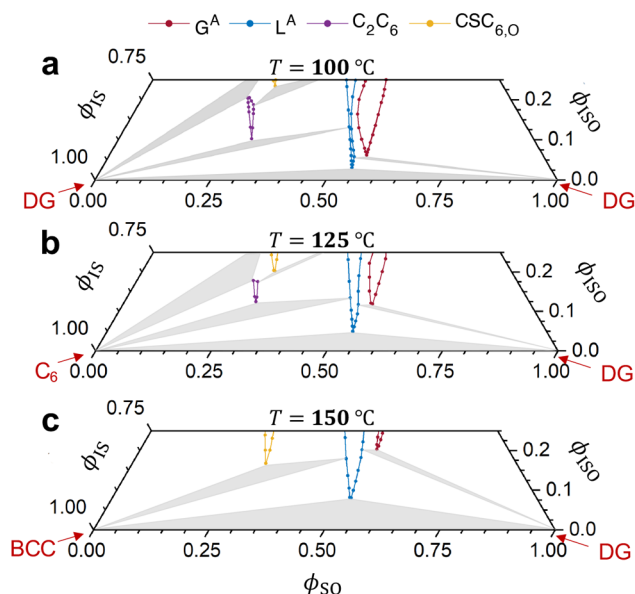 G^A L^A C₂C₆ CSC₆,O
a
0.75
T = 100 °C
ϕ_IS
ϕ_ISO
0.2
0.1
0.0
1.00
DG
DG
0.00 0.25 0.50 0.75 1.00
b
0.75
T = 125 °C
ϕ_IS
ϕ_ISO
0.2
0.1
0.0
1.00
C₆
DG
0.00 0.25 0.50 0.75 1.00
c
0.75
T = 150 °C
ϕ_IS
ϕ_ISO
0.2
0.1
0.0
1.00
BCC
DG
0.00 0.25 0.50 0.75 1.00
ϕ_SO